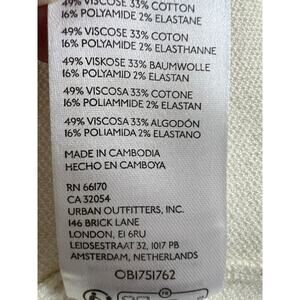 49% VISCOSE 33% COTTON
16% POLYAMIDE 2% ELASTANE
49% VISCOSE 33% COTON
16% POLYAMIDE 2% ELASTHANNE
49% VISKOSE 33% BAUMWOLLE
16% POLYAMID 2% ELASTAN
49% VISCOSA 33% COTONE
16% POLIAMMIDE 2% ELASTAN
49% VISCOSA 33% ALGODÓN
16% POLIAMIDA 2% ELASTANO
MADE IN CAMBODIA
HECHO EN CAMBOYA
RN 66170
CA 32054
URBAN OUTFITTERS, INC.
146 BRICK LANE
LONDON, E1 6RU
LEIDSESTRAAT 32, 1017 PB
AMSTERDAM, NETHERLANDS
OB1751762
FR